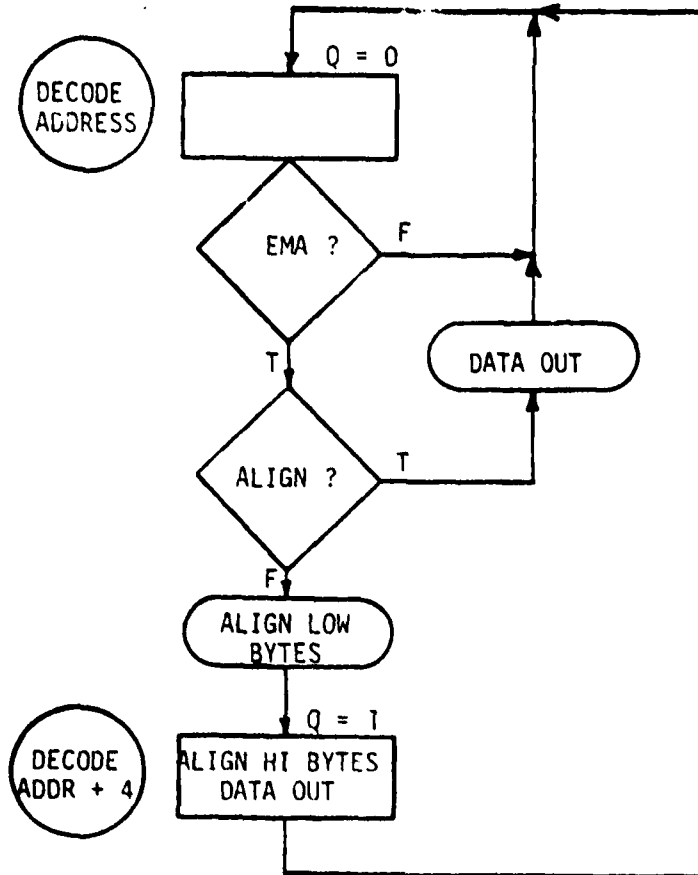 Q = 0
DECODE
ADDRESS
EMA ?
F
T
DATA OUT
ALIGN ?
T
F
ALIGN LOW
BYTES
Q = 1
DECODE
ADDR + 4
ALIGN HI BYTES
DATA OUT